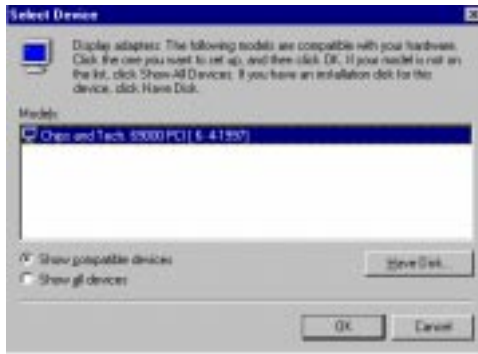 Select Device
Display adapters: The following models are compatible with your hardware.
Click the one you want to set up, and then click OK. If your model is not on
the list, click Show All Devices. If you have an installation disk for this
device, click Have Disk.
Models:
Chips and Tech. 69000 PCI [ 6- 4-1997]
Show compatible devices
Have Disk...
Show all devices
OK
Cancel